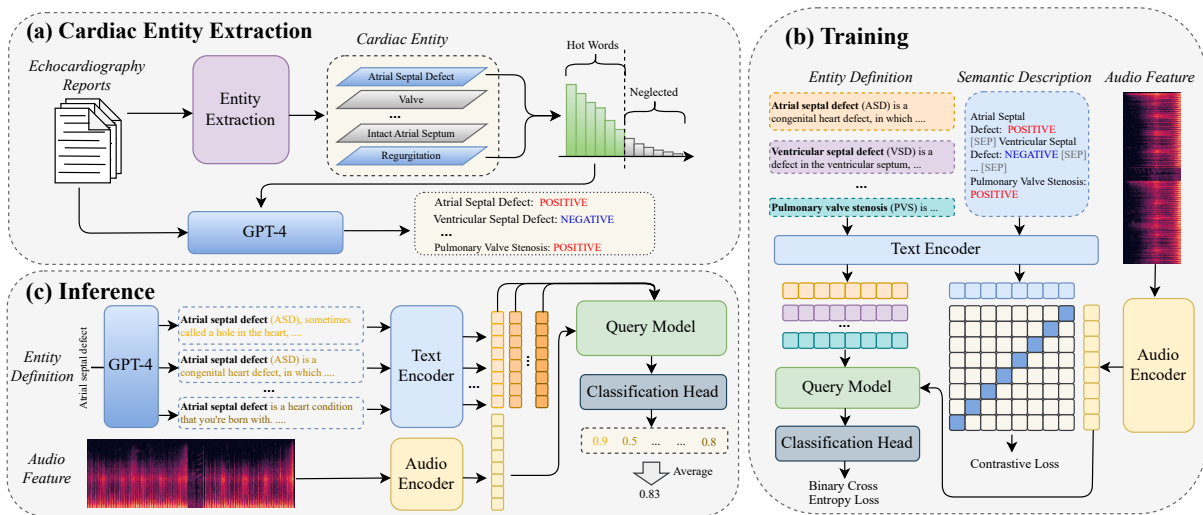 (a) Cardiac Entity Extraction
Echocardiography
Reports
Entity
Extraction
Cardiac Entity
Atrial Septal Defect
Valve
...
Intact Atrial Septum
Regurgitation
Hot Words
Neglected
GPT-4
Atrial Septal Defect: POSITIVE
Ventricular Septal Defect: NEGATIVE
...
Pulmonary Valve Stenosis: POSITIVE
(b) Training
Entity Definition
Semantic Description
Audio Feature
Atrial septal defect (ASD) is a
congenital heart defect, in which ....
Ventricular septal defect (VSD) is a
defect in the ventricular septum, ...
...
Pulmonary valve stenosis (PVS) is ...
Atrial Septal
Defect: POSITIVE
[SEP] Ventricular Septal
Defect: NEGATIVE [SEP]
... [SEP]
Pulmonary Valve Stenosis:
POSITIVE
Text Encoder
...
Query Model
Classification Head
Binary Cross
Entropy Loss
Contrastive Loss
Audio
Encoder
(c) Inference
Entity
Definition
Atrial septal defect
GPT-4
Atrial septal defect (ASD), sometimes
called a hole in the heart, ....
Atrial septal defect (ASD) is a
congenital heart defect, in which ....
...
Atrial septal defect is a heart condition
that you're born with. ....
Text
Encoder
...
...
Query Model
Classification Head
0.9 0.5 ... ... 0.8
Average
0.83
Audio
Feature
Audio
Encoder